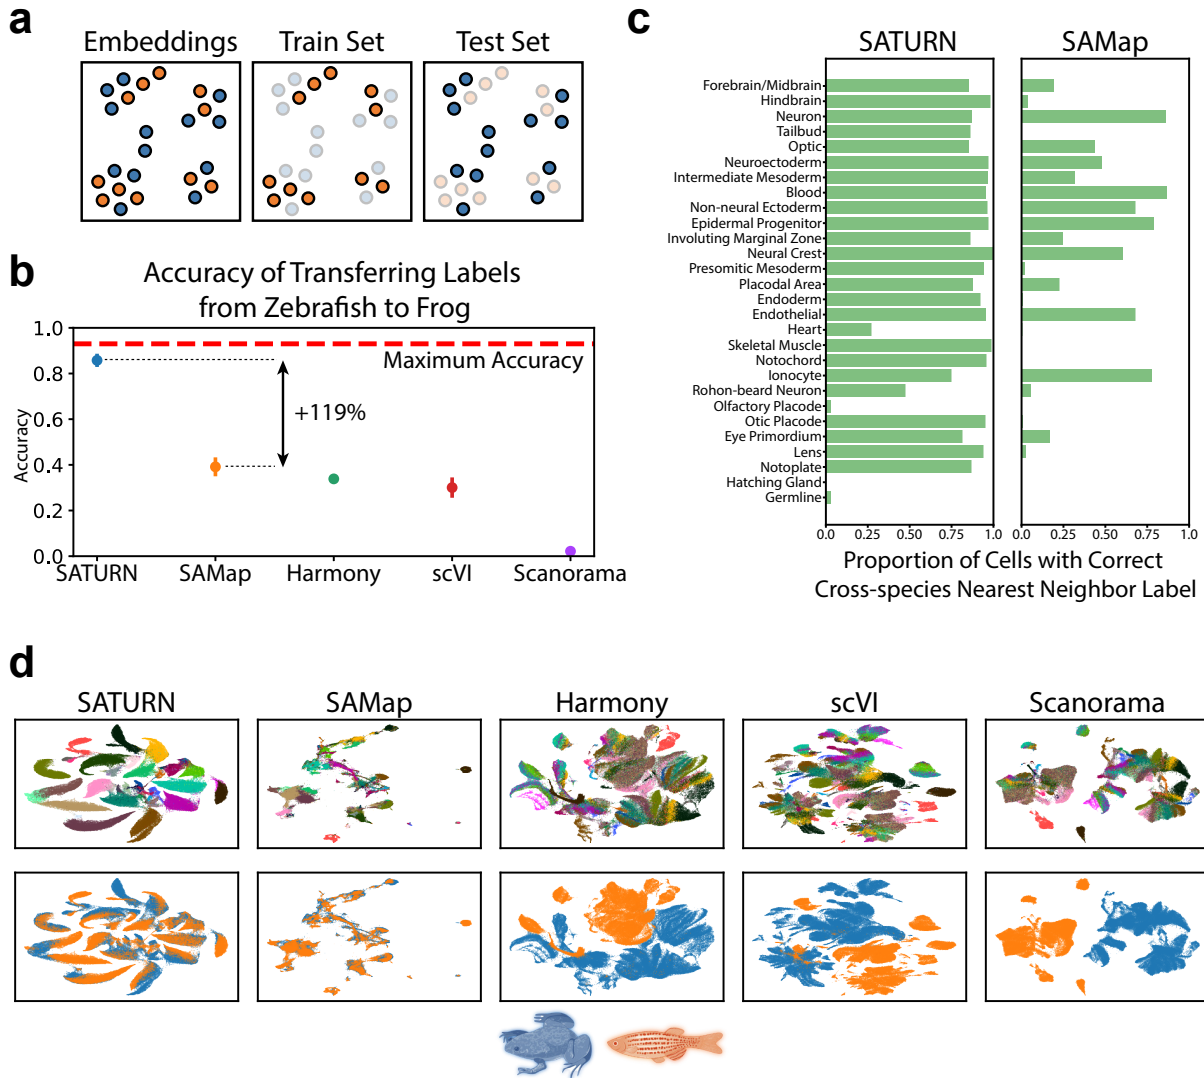 a
Embeddings
Train Set
Test Set
b
Accuracy of Transferring Labels
from Zebrafish to Frog
1.0
0.8
0.6
0.4
0.2
0.0
Accuracy
Maximum Accuracy
+119%
SATURN
SAMap
Harmony
scVI
Scanorama
c
SATURN
SAMap
Forebrain/Midbrain
Hindbrain
Neuron
Tailbud
Optic
Neuroectoderm
Intermediate Mesoderm
Blood
Non-neural Ectoderm
Epidermal Progenitor
Involuting Marginal Zone
Neural Crest
Presomitic Mesoderm
Placodal Area
Endoderm
Endothelial
Heart
Skeletal Muscle
Notochord
Ionocyte
Rohon-beard Neuron
Olfactory Placode
Otic Placode
Eye Primordium
Lens
Notoplate
Hatching Gland
Germline
0.0 0.25 0.50 0.75 1.0
0.0 0.25 0.50 0.75 1.0
Proportion of Cells with Correct
Cross-species Nearest Neighbor Label
d
SATURN
SAMap
Harmony
scVI
Scanorama